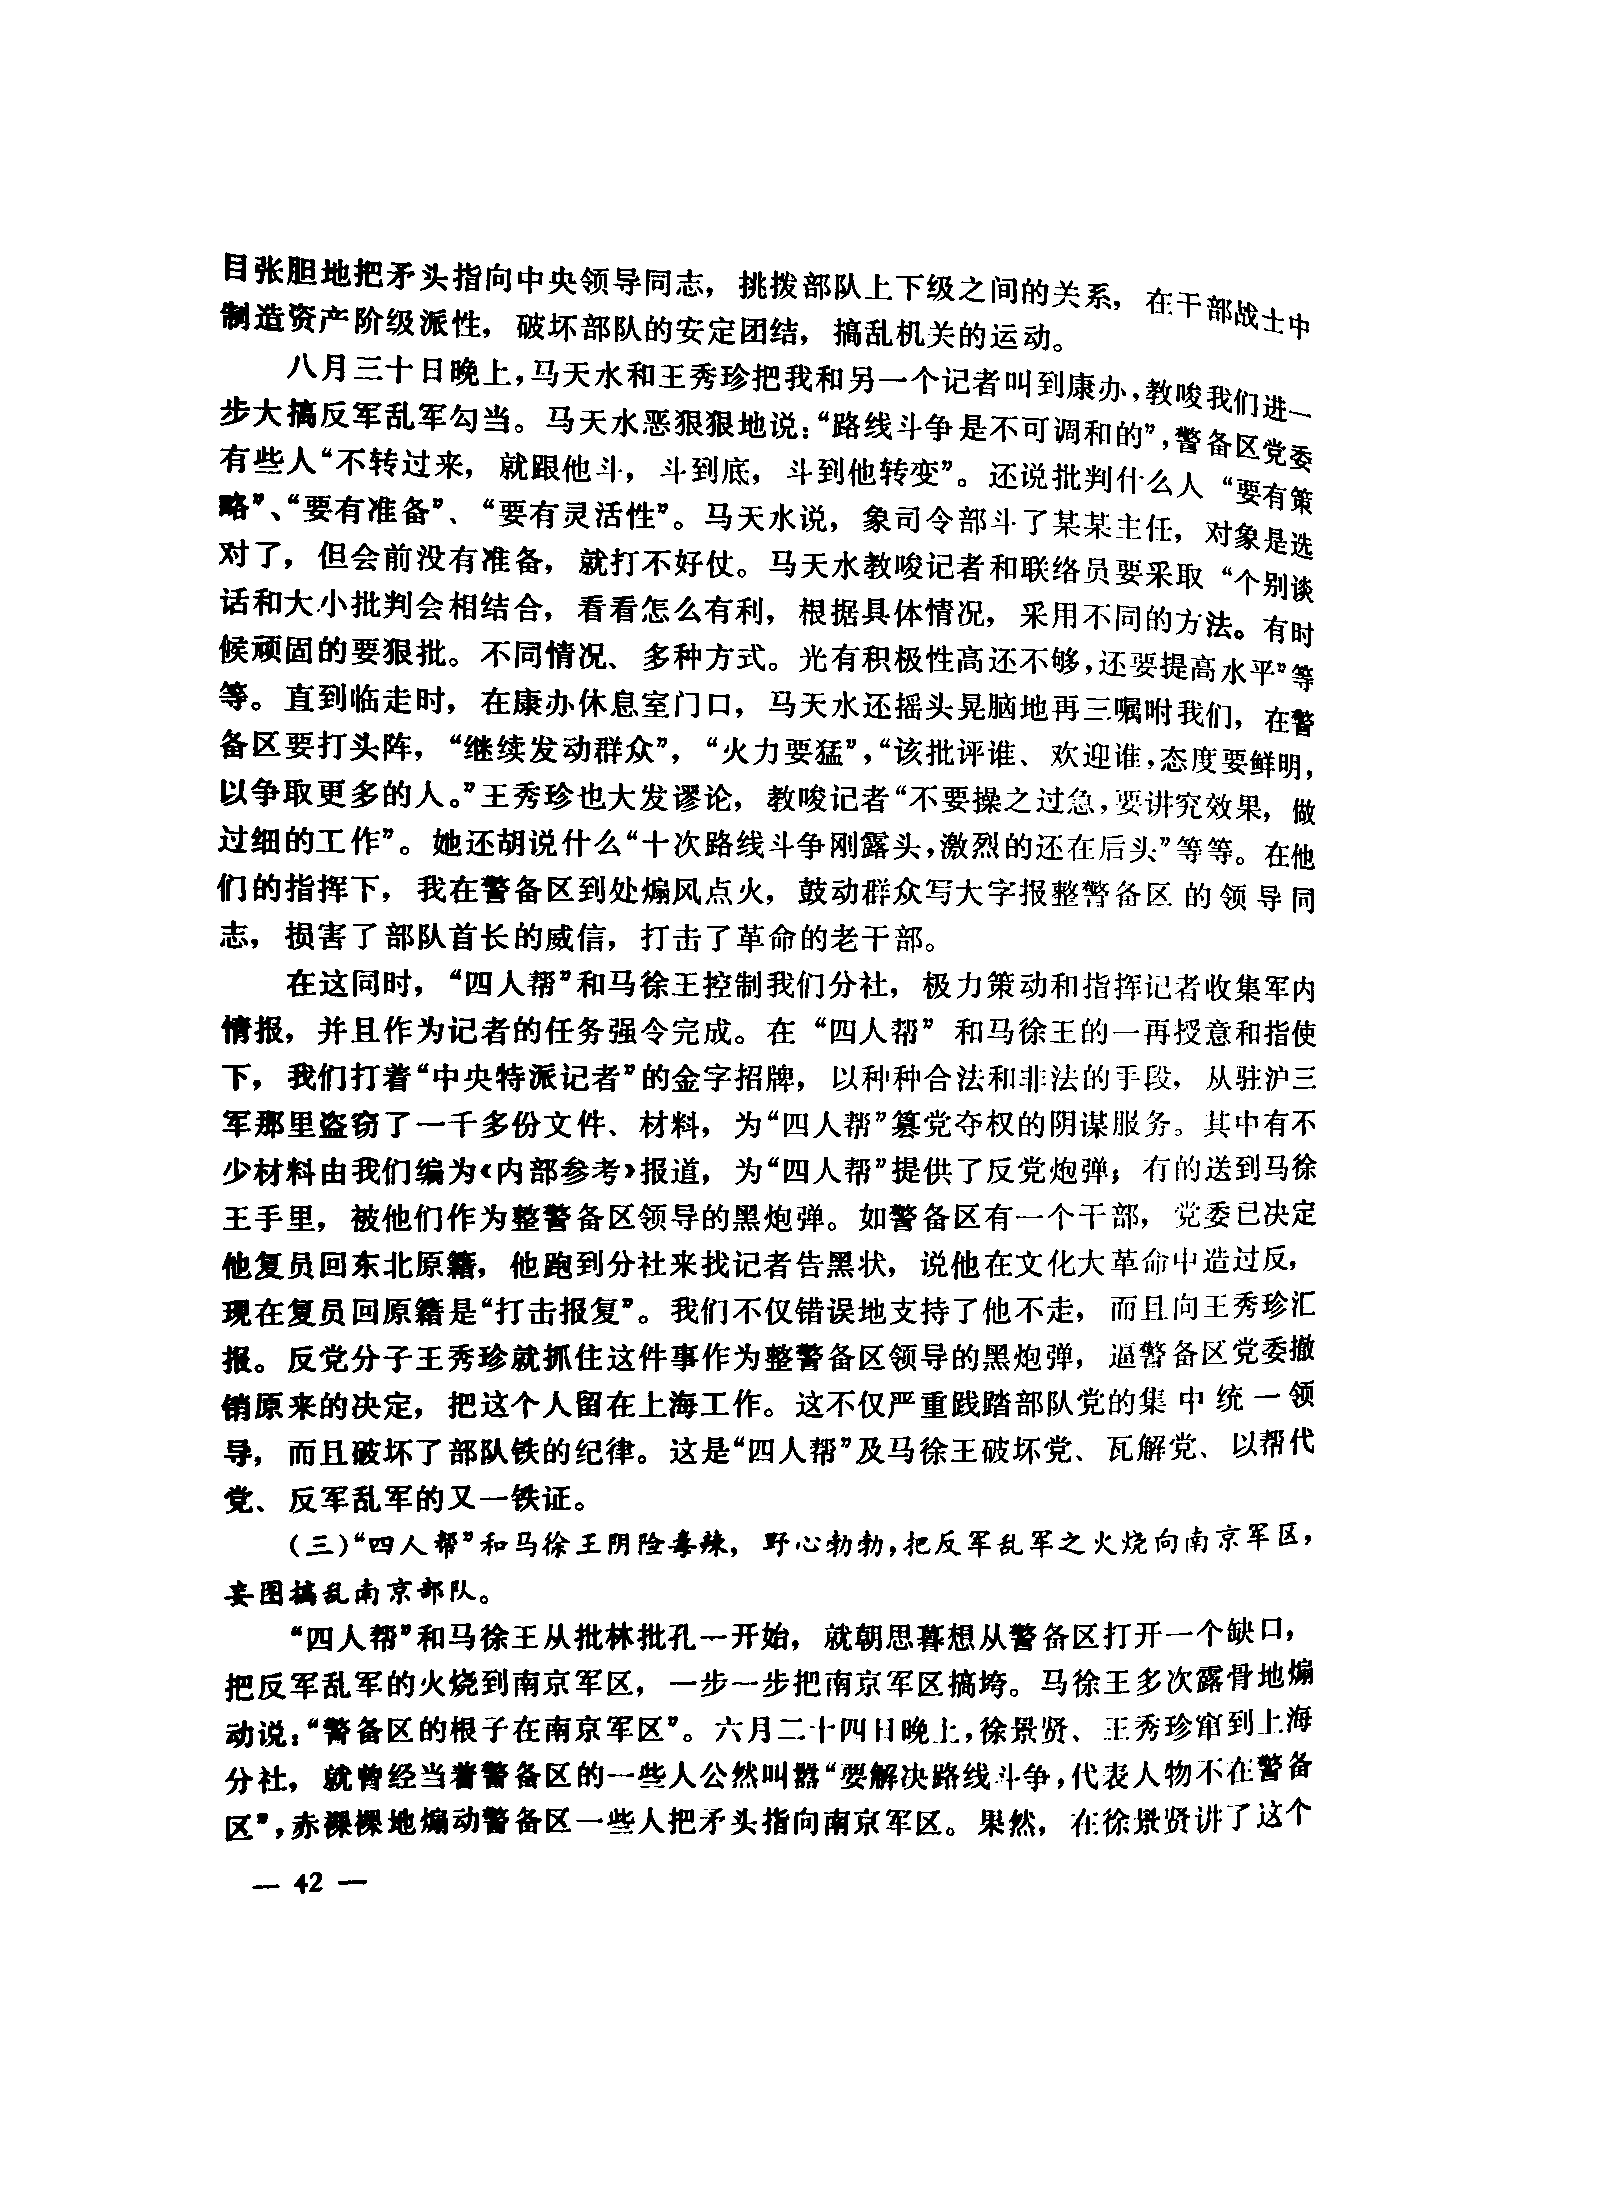 目张胆地把矛头指向中央领导同志，挑拨部队上下级之间的关系，在干部战士中
制造资产阶级派性，破坏部队的安定团结，搞乱机关的运动。
八月三十日晚上，马天水和王秀珍把我和另一个记者叫到康办，教唆我们进一
步大搞反军乱军勾当。马天水恶狠狠地说：“路线斗争是不可调和的”，警备区党委
有些人“不转过来，就跟他斗，斗到底，斗到他转变”。还说批判什么人“要有策
略”、“要有准备”、“要有灵活性”。马天水说，象司令部斗了某某主任，对象是选
对了，但会前没有准备，就打不好仗。马天水教唆记者和联络员要采取“个别谈
话和大小批判会相结合，看看怎么有利，根据具体情况，采用不同的方法。有时
候顽固的要狠批。不同情况、多种方式。光有积极性高还不够，还要提高水平”等
等。直到临走时，在康办休息室门口，马天水还摇头晃脑地再三嘱咐我们，在警
备区要打头阵，“继续发动群众”，“火力要猛”，“该批评谁、欢迎谁，态度要鲜明，
以争取更多的人。”王秀珍也大发谬论，教唆记者“不要操之过急，要讲究效果，做
过细的工作”。她还胡说什么“十次路线斗争刚露头，激烈的还在后头”等等。在他
们的指挥下，我在警备区到处煽风点火，鼓动群众写大字报整警备区的领导同
志，损害了部队首长的威信，打击了革命的老干部。
在这同时，“四人帮”和马徐王控制我们分社，极力策动和指挥记者收集军内
情报，并且作为记者的任务强令完成。在“四人帮”和马徐王的一再授意和指使
下，我们打着“中央特派记者”的金字招牌，以种种合法和非法的手段，从驻沪三
军那里盗窃了一千多份文件、材料，为“四人帮”篡党夺权的阴谋服务。其中有不
少材料由我们编为《内部参考》报道，为“四人帮”提供了反党炮弹；有的送到马徐
王手里，被他们作为整警备区领导的黑炮弹。如警备区有一个干部，党委已决定
他复员回东北原籍，他跑到分社来找记者告黑状，说他在文化大革命中造过反，
现在复员回原籍是“打击报复”。我们不仅错误地支持了他不走，而且向王秀珍汇
报。反党分子王秀珍就抓住这件事作为整警备区领导的黑炮弹，逼警备区党委撤
销原来的决定，把这个人留在上海工作。这不仅严重践踏部队党的集中统一领
导，而且破坏了部队铁的纪律。这是“四人帮”及马徐王破坏党、瓦解党、以帮代
党、反军乱军的又一铁证。
（三）“四人帮”和马徐王阴险毒辣，野心勃勃，把反军乱军之火烧向南京军区，
妄图搞乱南京部队。
“四人帮”和马徐王从批林批孔一开始，就朝思暮想从警备区打开一个缺口，
把反军乱军的火烧到南京军区，一步一步把南京军区搞垮。马徐王多次露骨地煽
动说：“警备区的根子在南京军区”。六月二十四日晚上，徐景贤、王秀珍窜到上海
分社，就曾经当着警备区的一些人公然叫嚣“要解决路线斗争，代表人物不在警备
区”，赤裸裸地煽动警备区一些人把矛头指向南京军区。果然，在徐景贤讲了这个
— 42 —